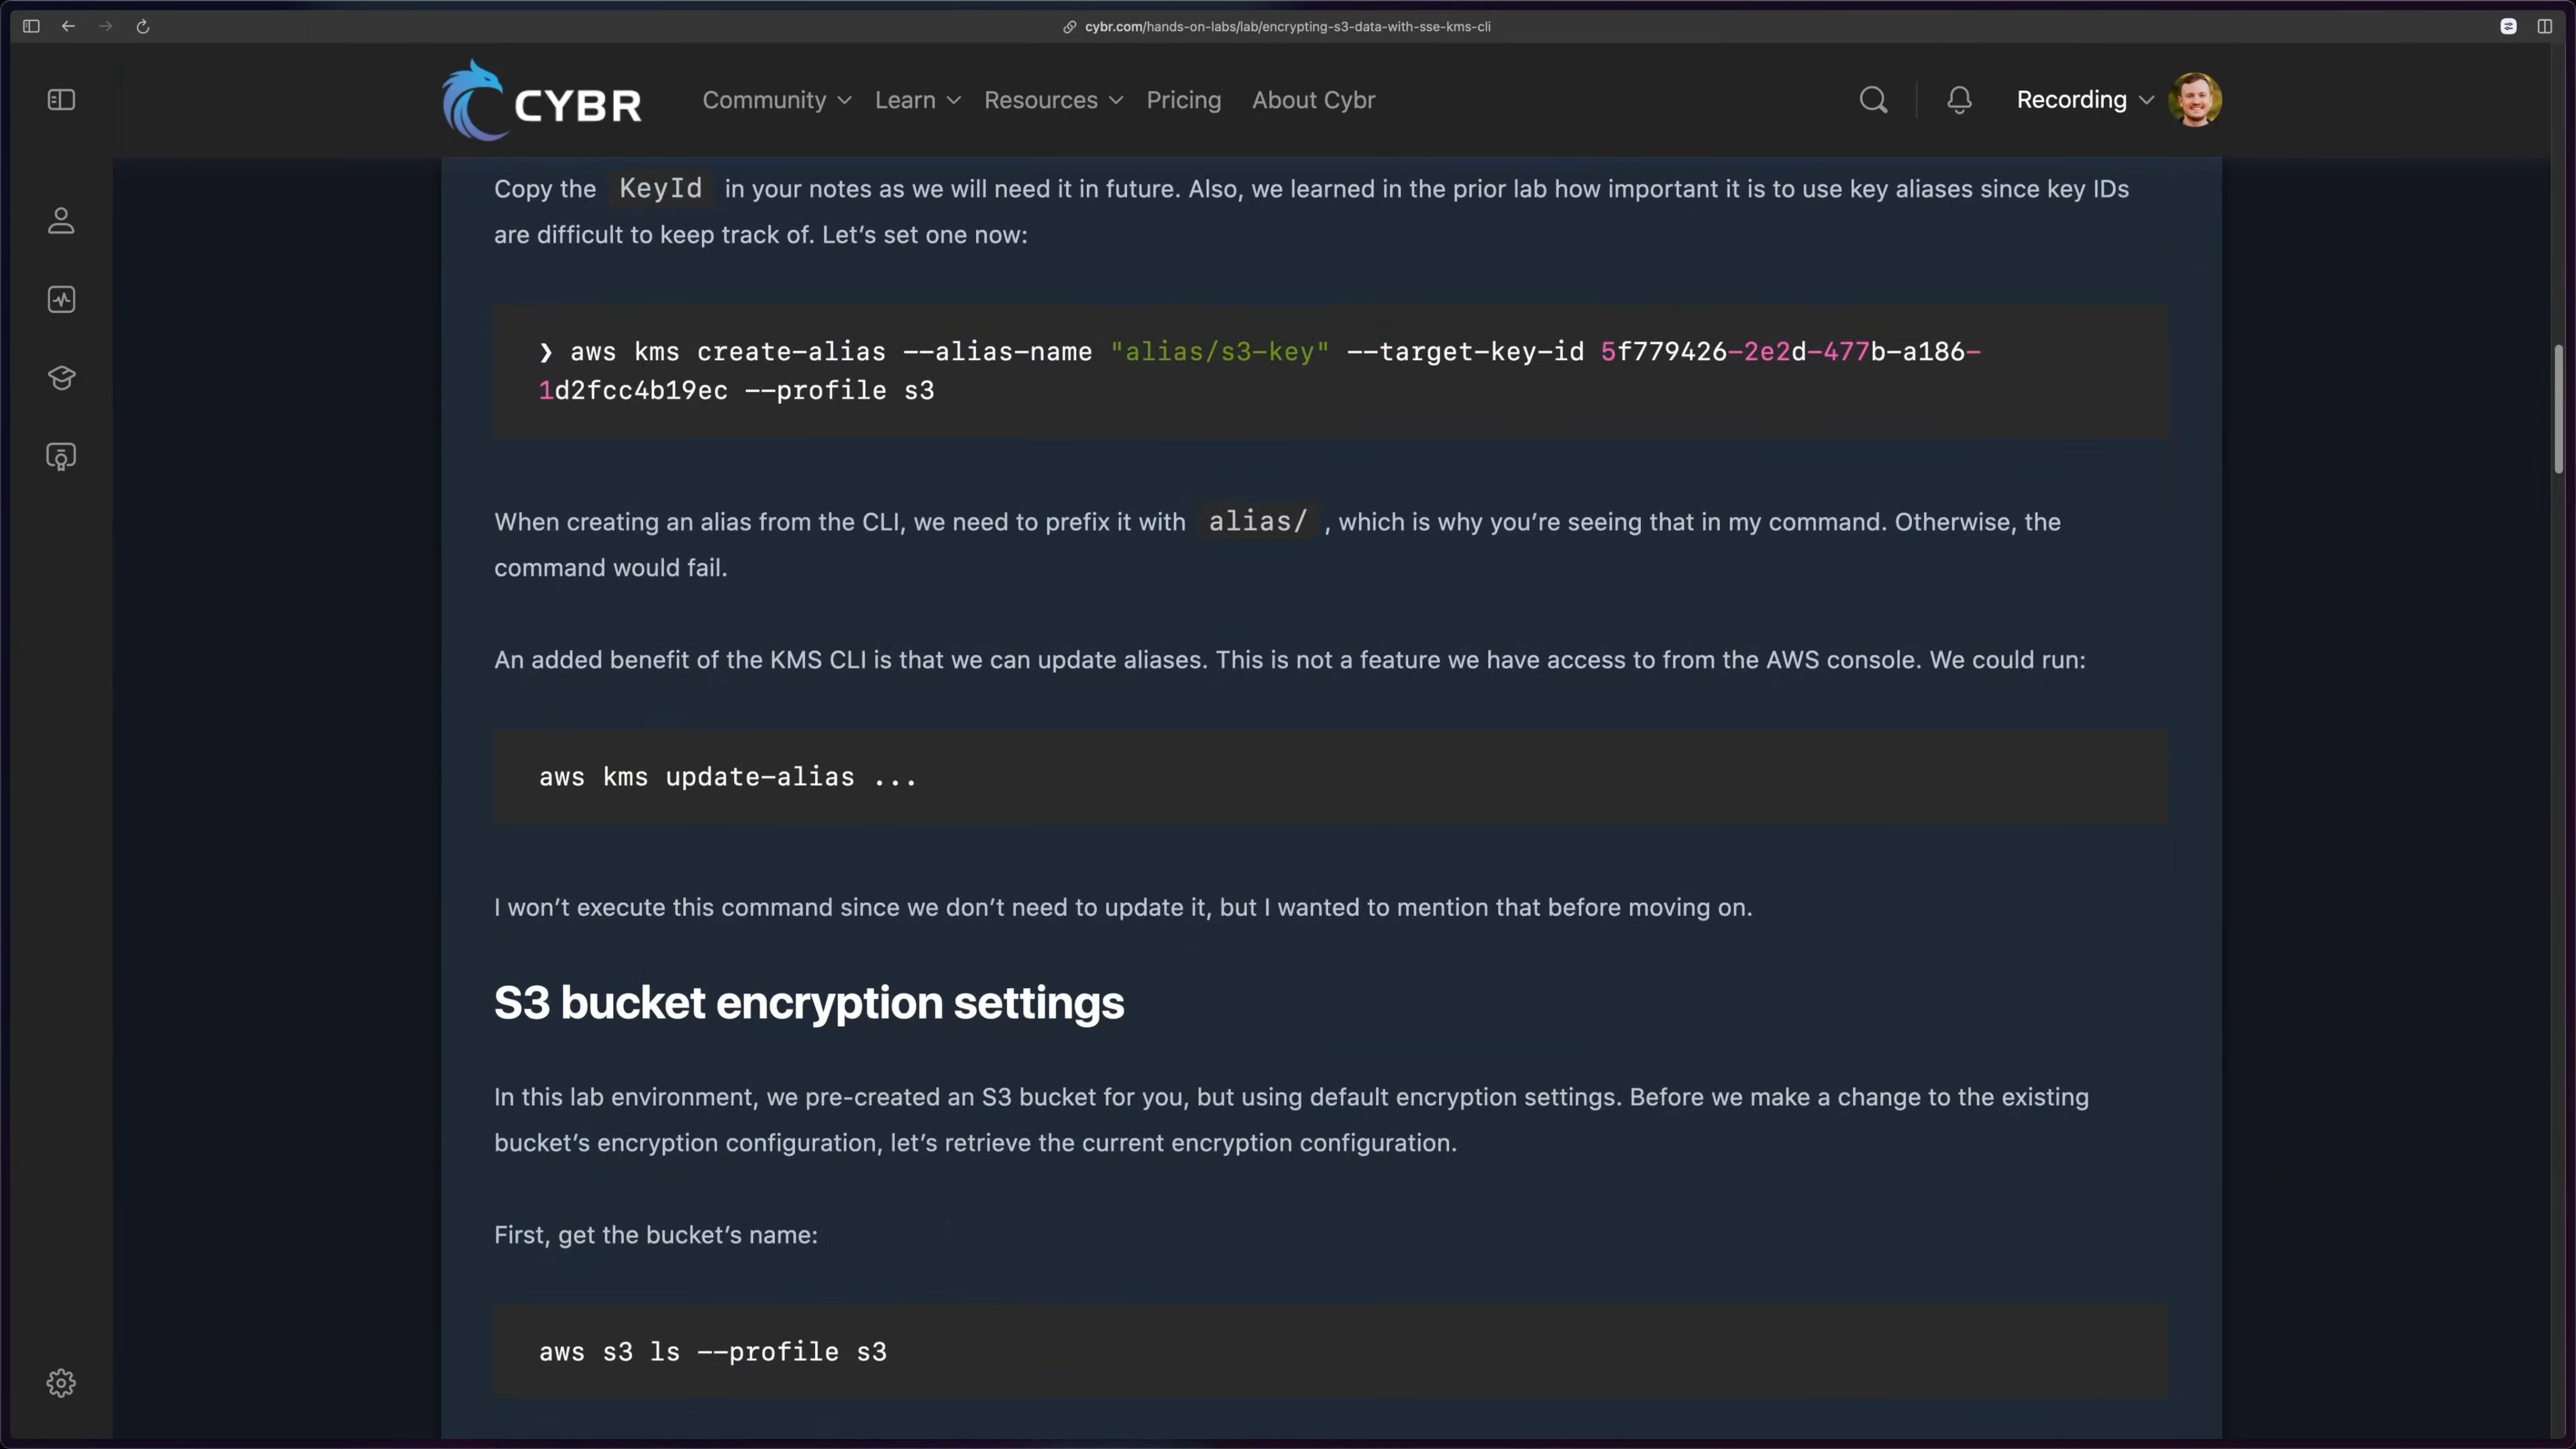 cybr.com/hands-on-labs/lab/encrypting-s3-data-with-sse-kms-cli
CYBR
Community
Learn
Resources
Pricing
About Cybr
Recording
Copy the KeyId in your notes as we will need it in future. Also, we learned in the prior lab how important it is to use key aliases since key IDs
are difficult to keep track of. Let’s set one now:
❯ aws kms create-alias --alias-name "alias/s3-key" --target-key-id 5f779426-2e2d-477b-a186-
1d2fcc4b19ec --profile s3
When creating an alias from the CLI, we need to prefix it with alias/ , which is why you’re seeing that in my command. Otherwise, the
command would fail.
An added benefit of the KMS CLI is that we can update aliases. This is not a feature we have access to from the AWS console. We could run:
aws kms update-alias ...
I won’t execute this command since we don’t need to update it, but I wanted to mention that before moving on.
S3 bucket encryption settings
In this lab environment, we pre-created an S3 bucket for you, but using default encryption settings. Before we make a change to the existing
bucket’s encryption configuration, let’s retrieve the current encryption configuration.
First, get the bucket’s name:
aws s3 ls --profile s3